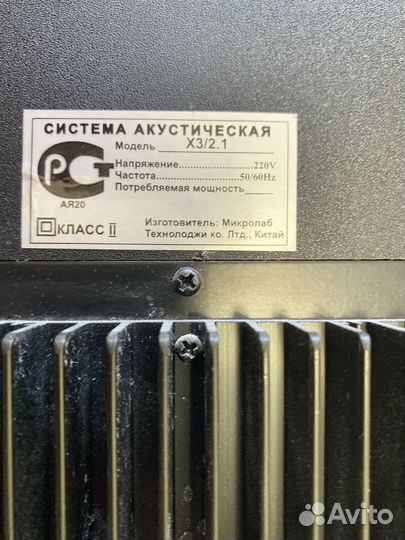 СИСТЕМА АКУСТИЧЕСКАЯ
Модель X3/2.1
Напряжение 220V
Частота 50/60Hz
Потребляемая мощность
РСТ
АЯ20
КЛАСС II
Изготовитель: Микролаб
Технолоджи ко. Лтд., Китай
Avito